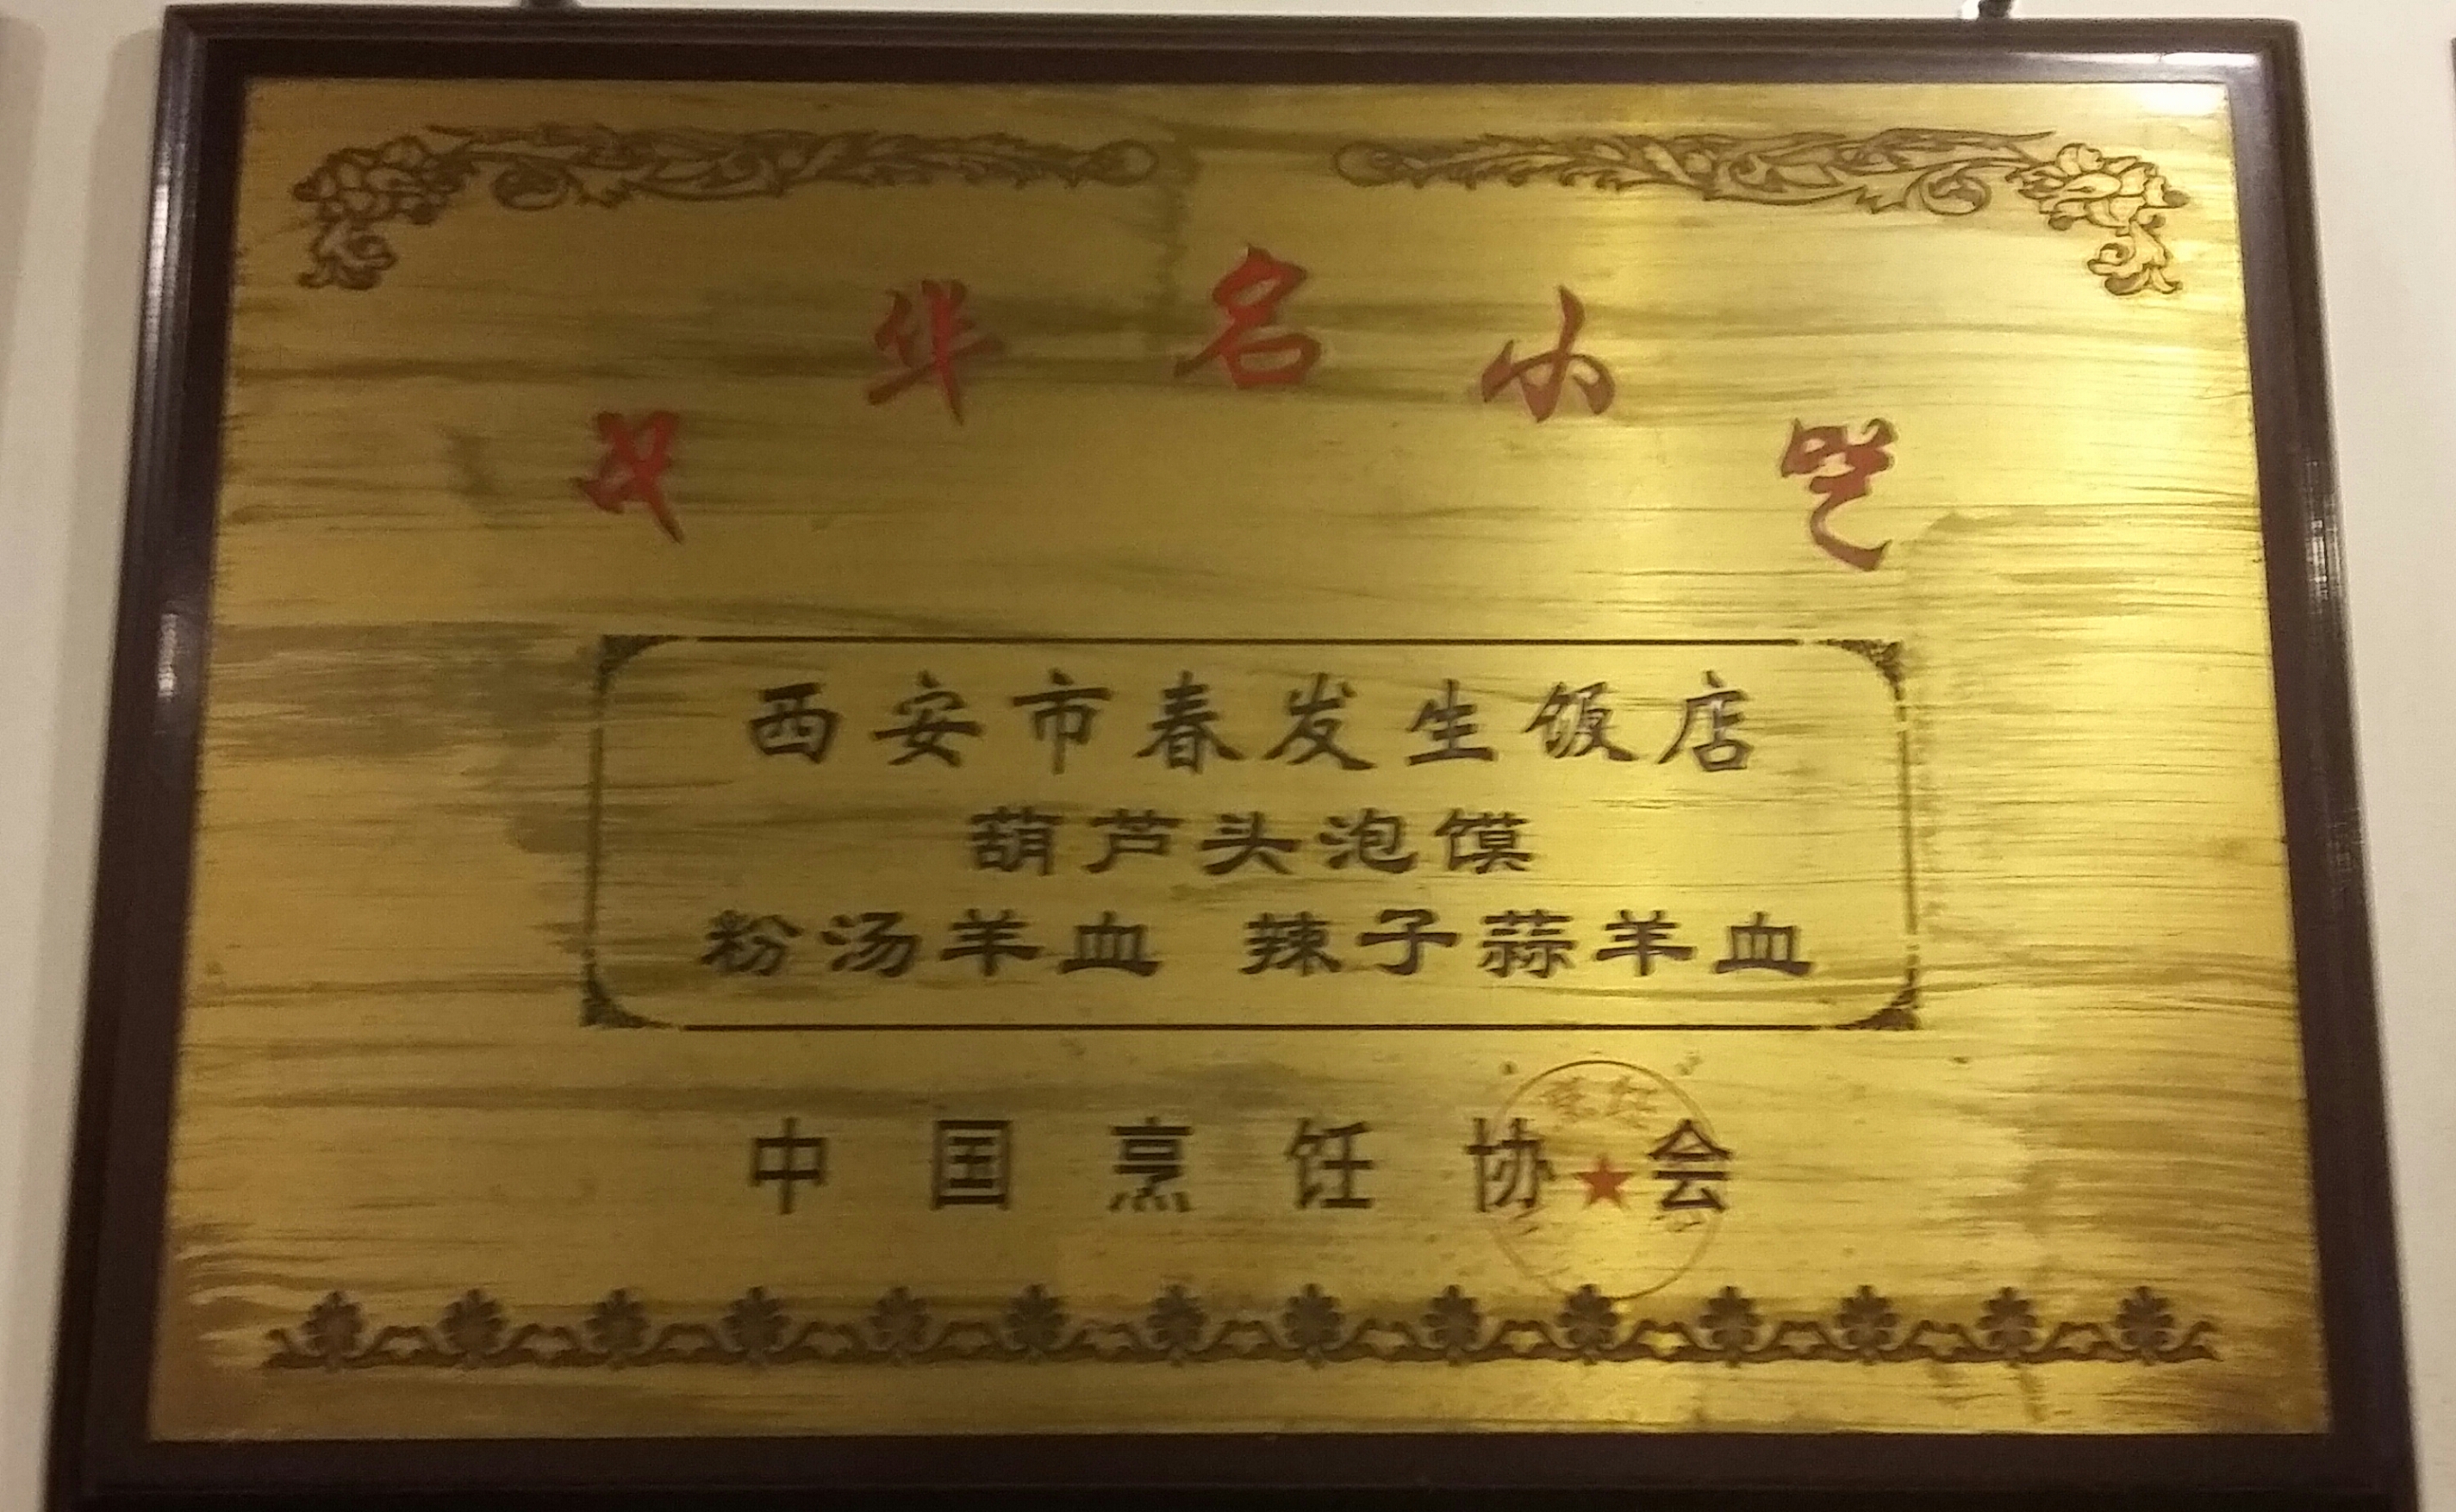 中华名小吃
西安市春发生饭店
葫芦头泡馍
粉汤羊血 辣子蒜羊血
中国烹饪协会